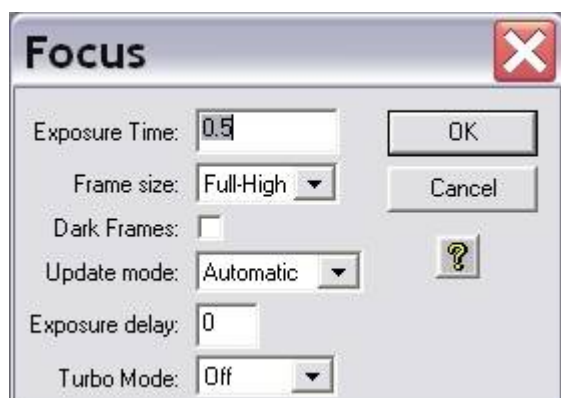 Focus
Exposure Time: 0.5 OK
Frame size: Full-High Cancel
Dark Frames:
Update mode: Automatic ?
Exposure delay: 0
Turbo Mode: Off